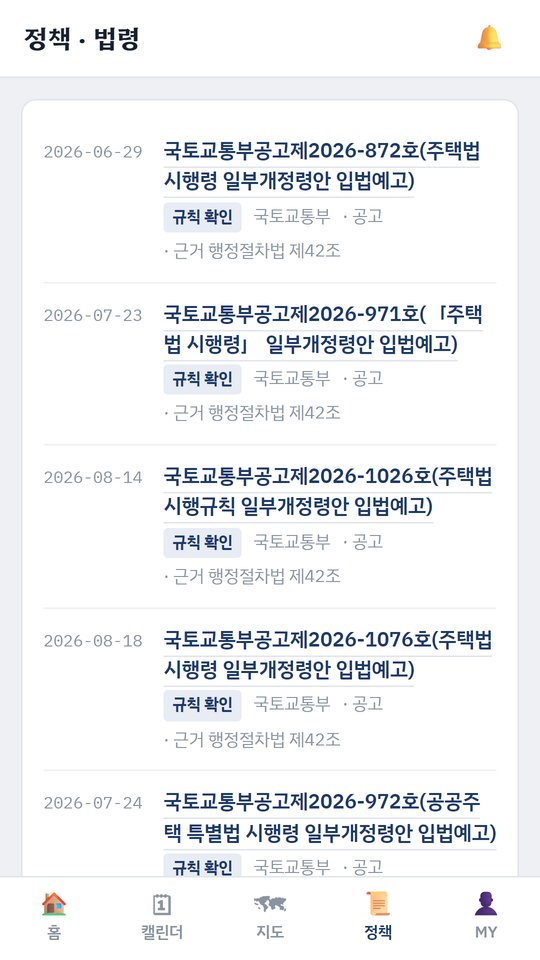 정책 · 법령
2026-06-29
국토교통부공고제2026-872호(주택법
시행령 일부개정령안 입법예고)
규칙 확인 국토교통부 · 공고
· 근거 행정절차법 제42조
2026-07-23
국토교통부공고제2026-971호(「주택
법 시행령」 일부개정령안 입법예고)
규칙 확인 국토교통부 · 공고
· 근거 행정절차법 제42조
2026-08-14
국토교통부공고제2026-1026호(주택법
시행규칙 일부개정령안 입법예고)
규칙 확인 국토교통부 · 공고
· 근거 행정절차법 제42조
2026-08-18
국토교통부공고제2026-1076호(주택법
시행령 일부개정령안 입법예고)
규칙 확인 국토교통부 · 공고
· 근거 행정절차법 제42조
2026-07-24
국토교통부공고제2026-972호(공공주
택 특별법 시행령 일부개정령안 입법예고)
규칙 확인 국토교통부 · 공고
홈 캘린더 지도 정책 MY